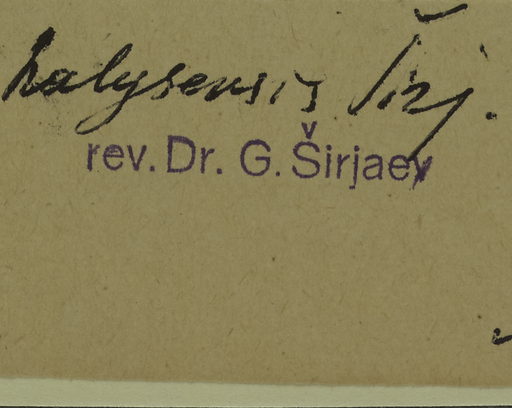 halysensis Širj.
rev. Dr. G. Širjaev